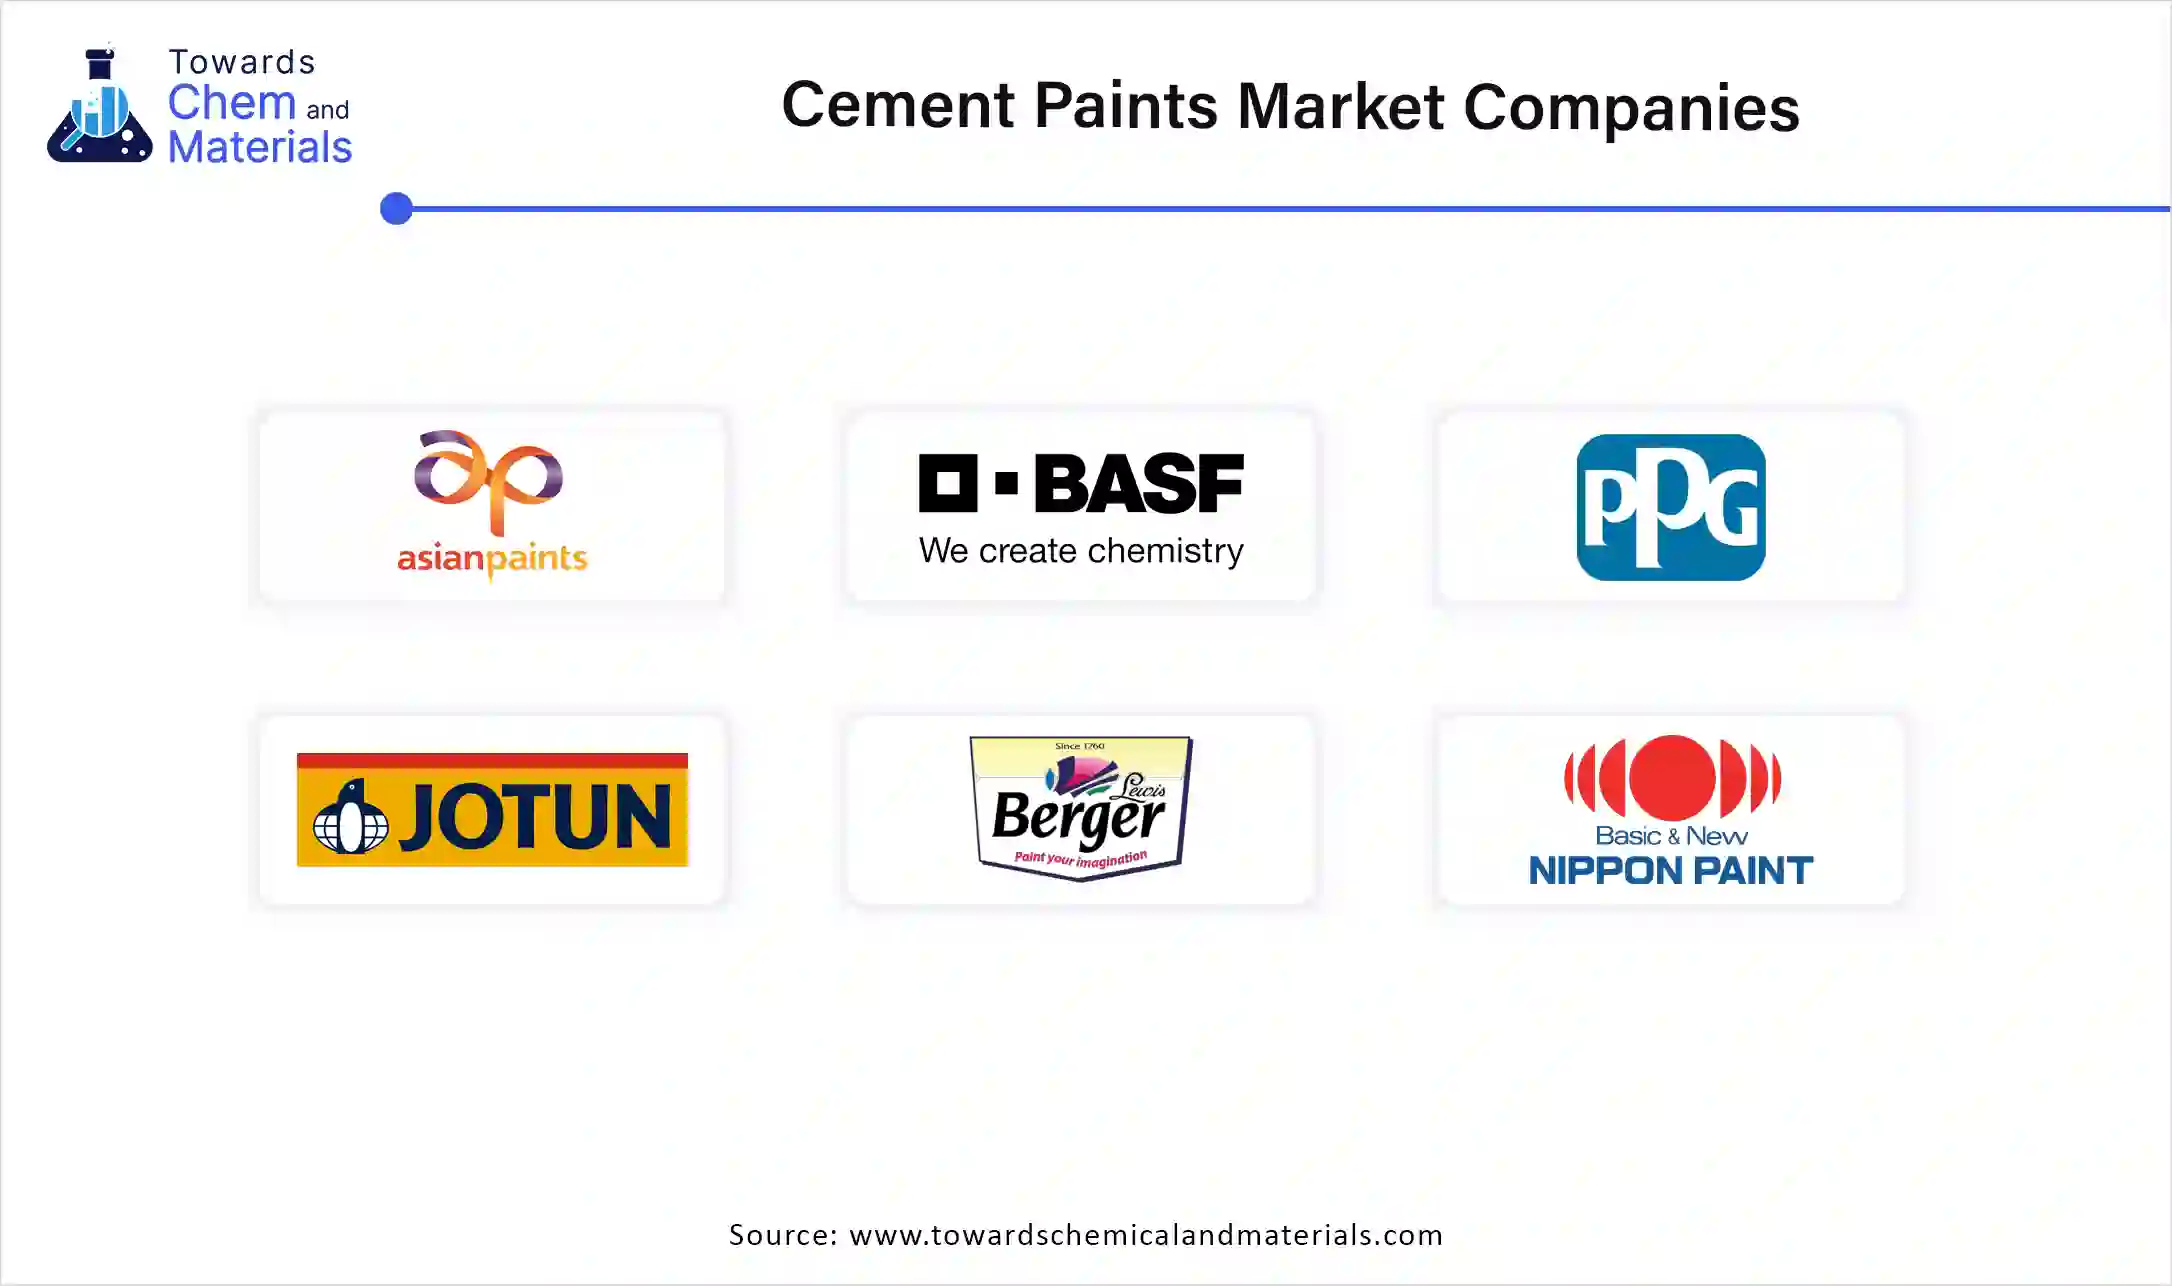 Towards
Chem and
Materials
Cement Paints Market Companies
ap
asianpaints
BASF
We create chemistry
PPG
JOTUN
Since 1760
Lewis
Berger
Paint your imagination
Basic & New
NIPPON PAINT
Source: www.towardschemicalandmaterials.com